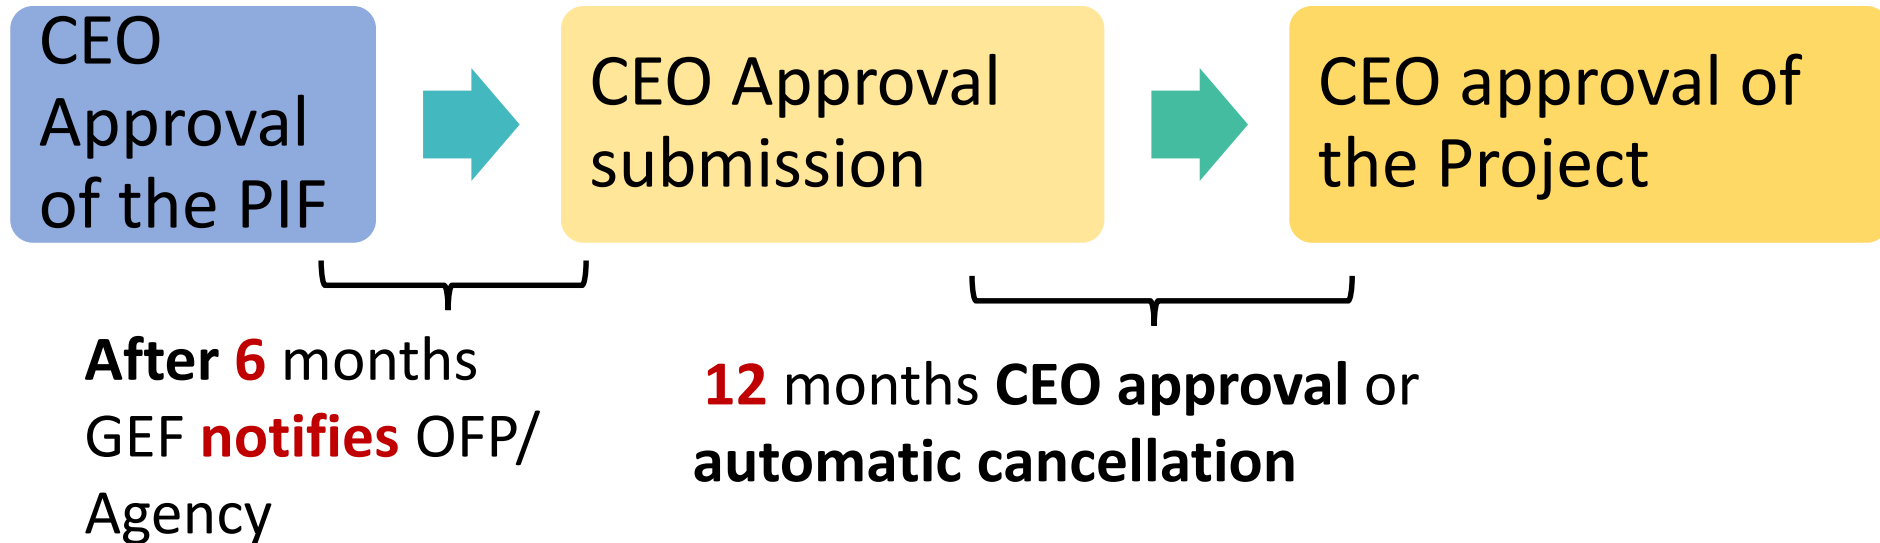 CEO
Approval
of the PIF
CEO Approval
submission
CEO approval of
the Project
After 6 months
GEF notifies OFP/
Agency
12 months CEO approval or
automatic cancellation